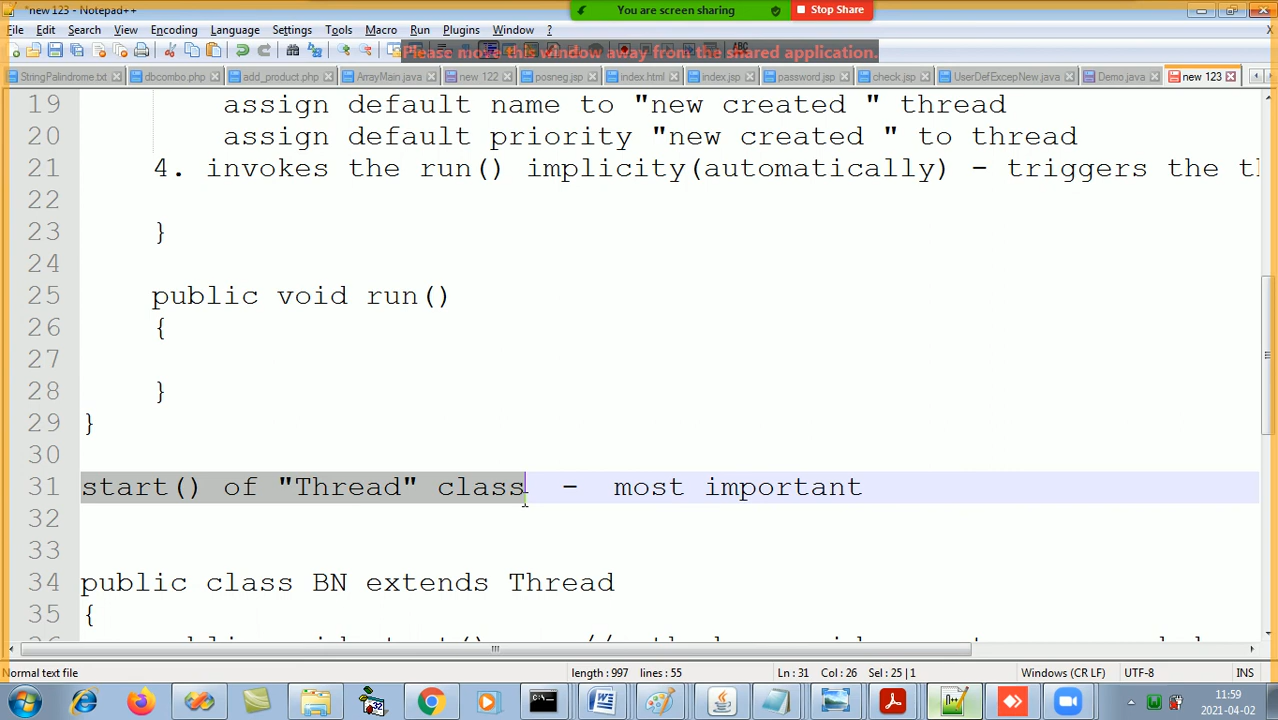 *new 123 - Notepad++
You are screen sharing
Stop Share
File Edit Search View Encoding Language Settings Tools Macro Run Plugins Window ?
X
Please move this window away from the shared application.
StringPalindrome.txt dbcombo.php add_product.php ArrayMain.java new 122 posneg.jsp index.html index.jsp password.jsp check.jsp UserDefExcepNew.java Demo.java new 123
19 assign default name to "new created " thread
20 assign default priority "new created " to thread
21 4. invokes the run() implicity(automatically) - triggers the
22
23 }
24
25 public void run()
26 {
27
28 }
29 }
30
31 start() of "Thread" class - most important
32
33
34 public class BN extends Thread
35 {
Normal text file
length : 997 lines : 55
Ln : 31 Col : 26 Sel : 25 | 1
Windows (CR LF)
UTF-8
INS
32
11:59
2021-04-02